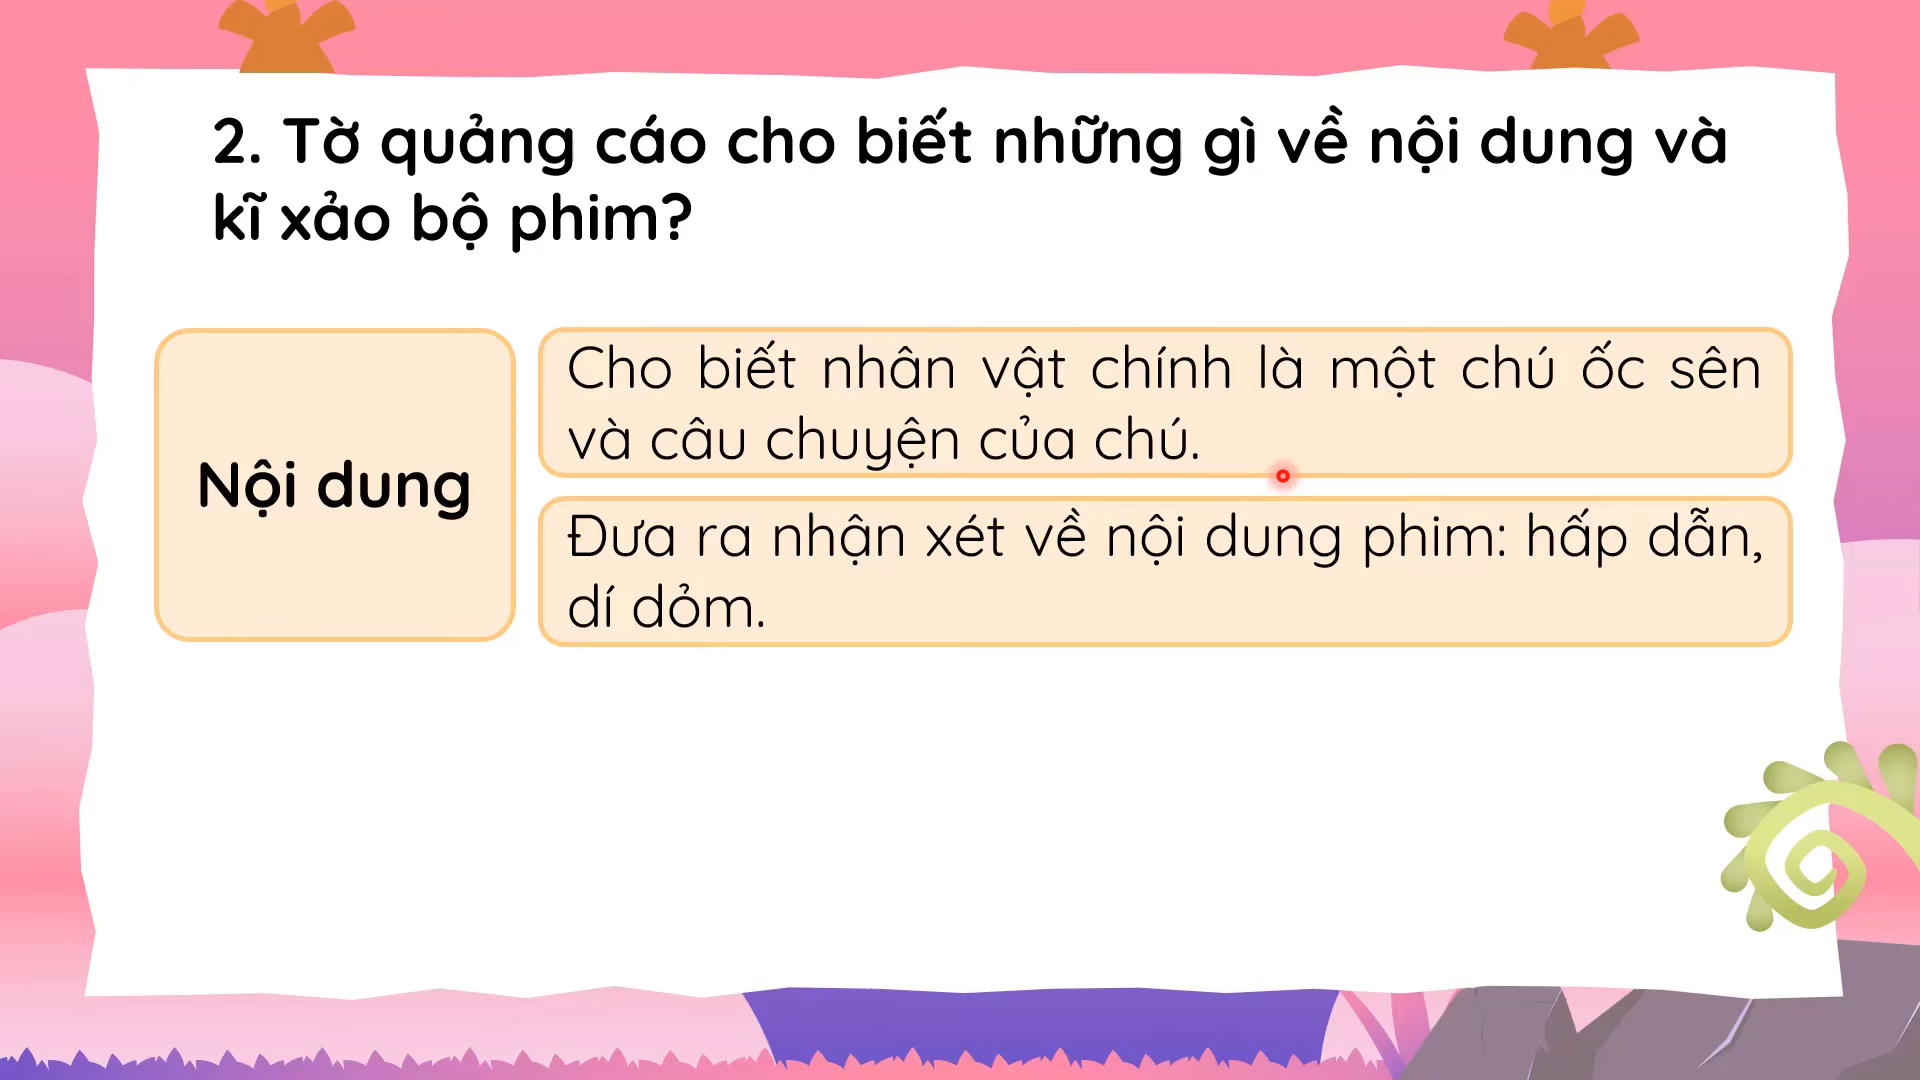 2. Tờ quảng cáo cho biết những gì về nội dung và
kĩ xảo bộ phim?
Nội dung
Cho biết nhân vật chính là một chú ốc sên
và câu chuyện của chú.
Đưa ra nhận xét về nội dung phim: hấp dẫn,
dí dỏm.